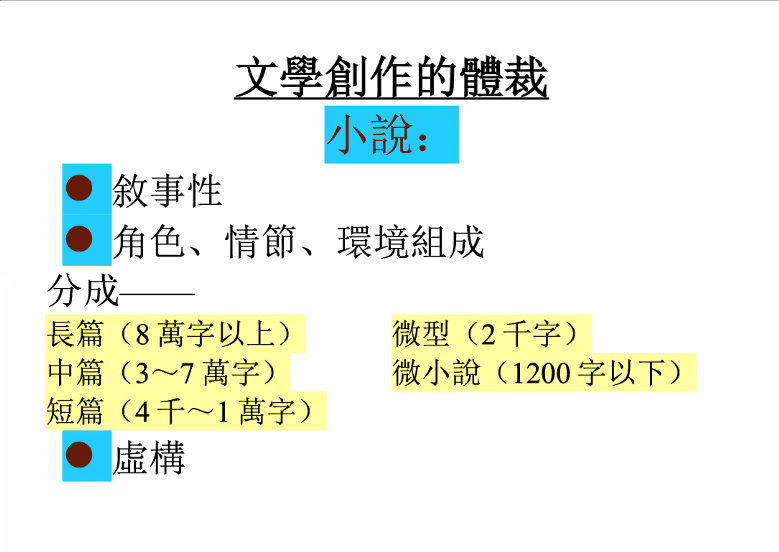 文學創作的體裁
小說：
● 敘事性
● 角色、情節、環境組成
分成——
長篇（8 萬字以上） 微型（2 千字）
中篇（3～7 萬字） 微小說（1200 字以下）
短篇（4 千～1 萬字）
● 虛構